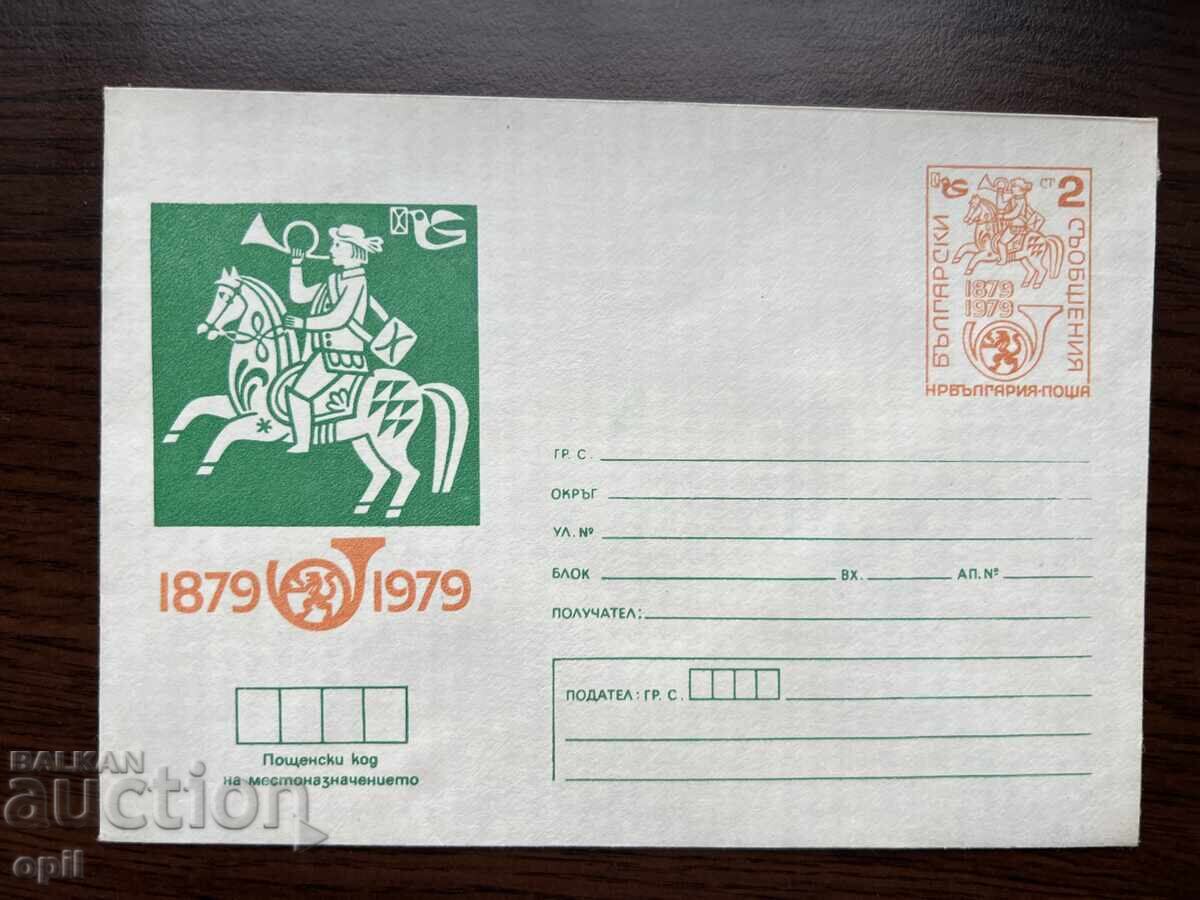 БЪЛГАРСКИ
СТ 2
СЪОБЩЕНИЯ
1879
1979
НРБЪЛГАРИЯ·ПОЩА
1879 1979
ГР. С.
ОКРЪГ
УЛ. №
БЛОК ВХ. АП. №
ПОЛУЧАТЕЛ:
ПОДАТЕЛ: ГР. С.
Пощенски код
на местоназначението
BALKAN
auction
opil